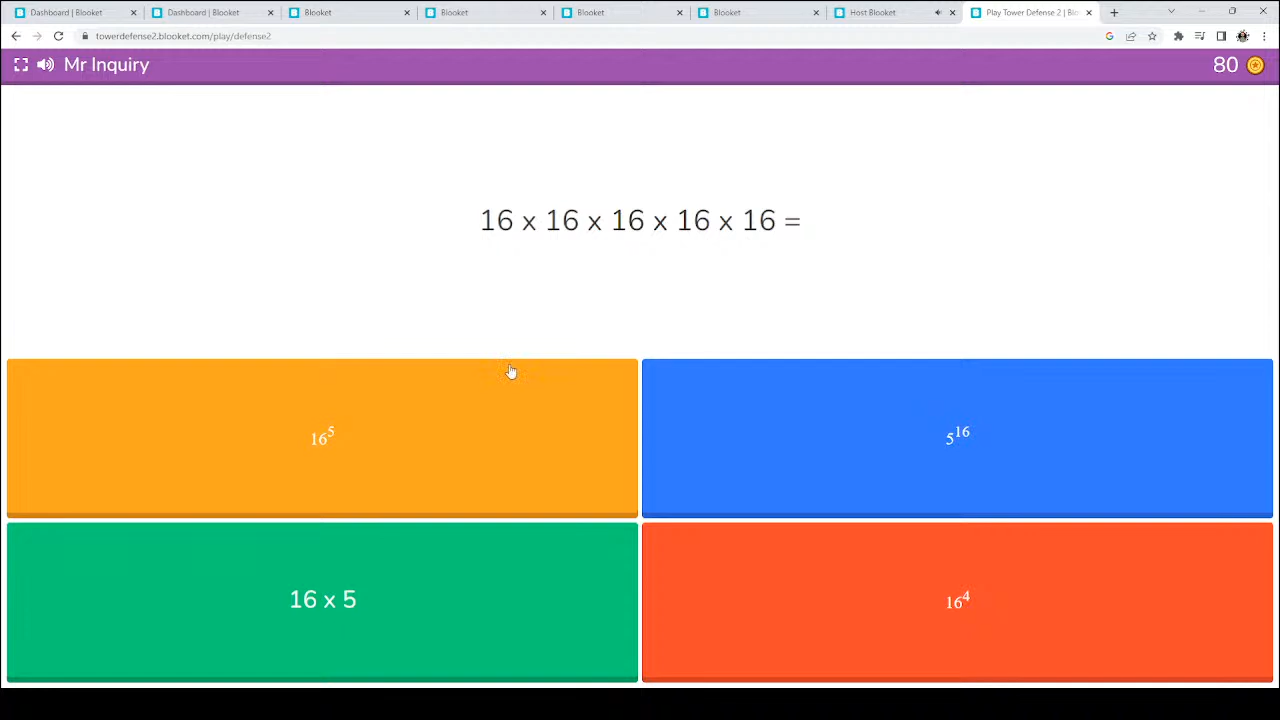 Dashboard | Blooket
Dashboard | Blooket
Blooket
Blooket
Blooket
Blooket
Host Blooket
Play Tower Defense 2 | Blo
towerdefense2.blooket.com/play/defense2
Mr Inquiry
80
16 x 16 x 16 x 16 x 16 =
16⁵
5¹⁶
16 x 5
16⁴